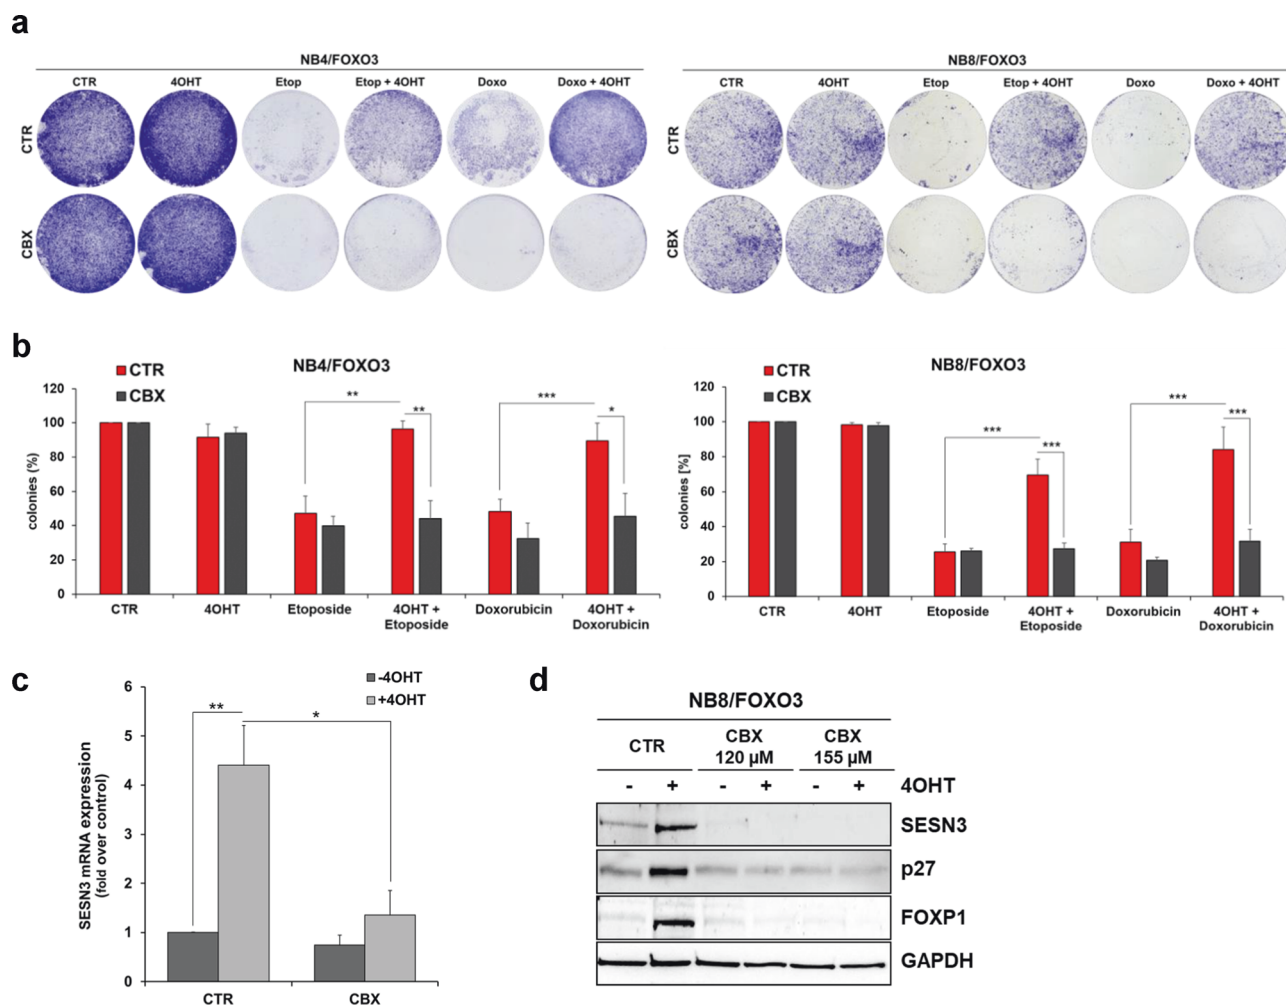 a
NB4/FOXO3
CTR 4OHT Etop Etop + 4OHT Doxo Doxo + 4OHT
CTR
CBX
NB8/FOXO3
CTR 4OHT Etop Etop + 4OHT Doxo Doxo + 4OHT
CTR
CBX
b
NB4/FOXO3
CTR
CBX
colonies (%)
120
100
80
60
40
20
0
** ** *** *
CTR 4OHT Etoposide 4OHT + Etoposide Doxorubicin 4OHT + Doxorubicin
NB8/FOXO3
CTR
CBX
colonies [%]
120
100
80
60
40
20
0
*** *** *** ***
CTR 4OHT Etoposide 4OHT + Etoposide Doxorubicin 4OHT + Doxorubicin
c
-4OHT
+4OHT
SESN3 mRNA expression
(fold over control)
6
5
4
3
2
1
0
** *
CTR CBX
d
NB8/FOXO3
CTR CBX 120 µM CBX 155 µM
- + - + - + 4OHT
SESN3
p27
FOXP1
GAPDH